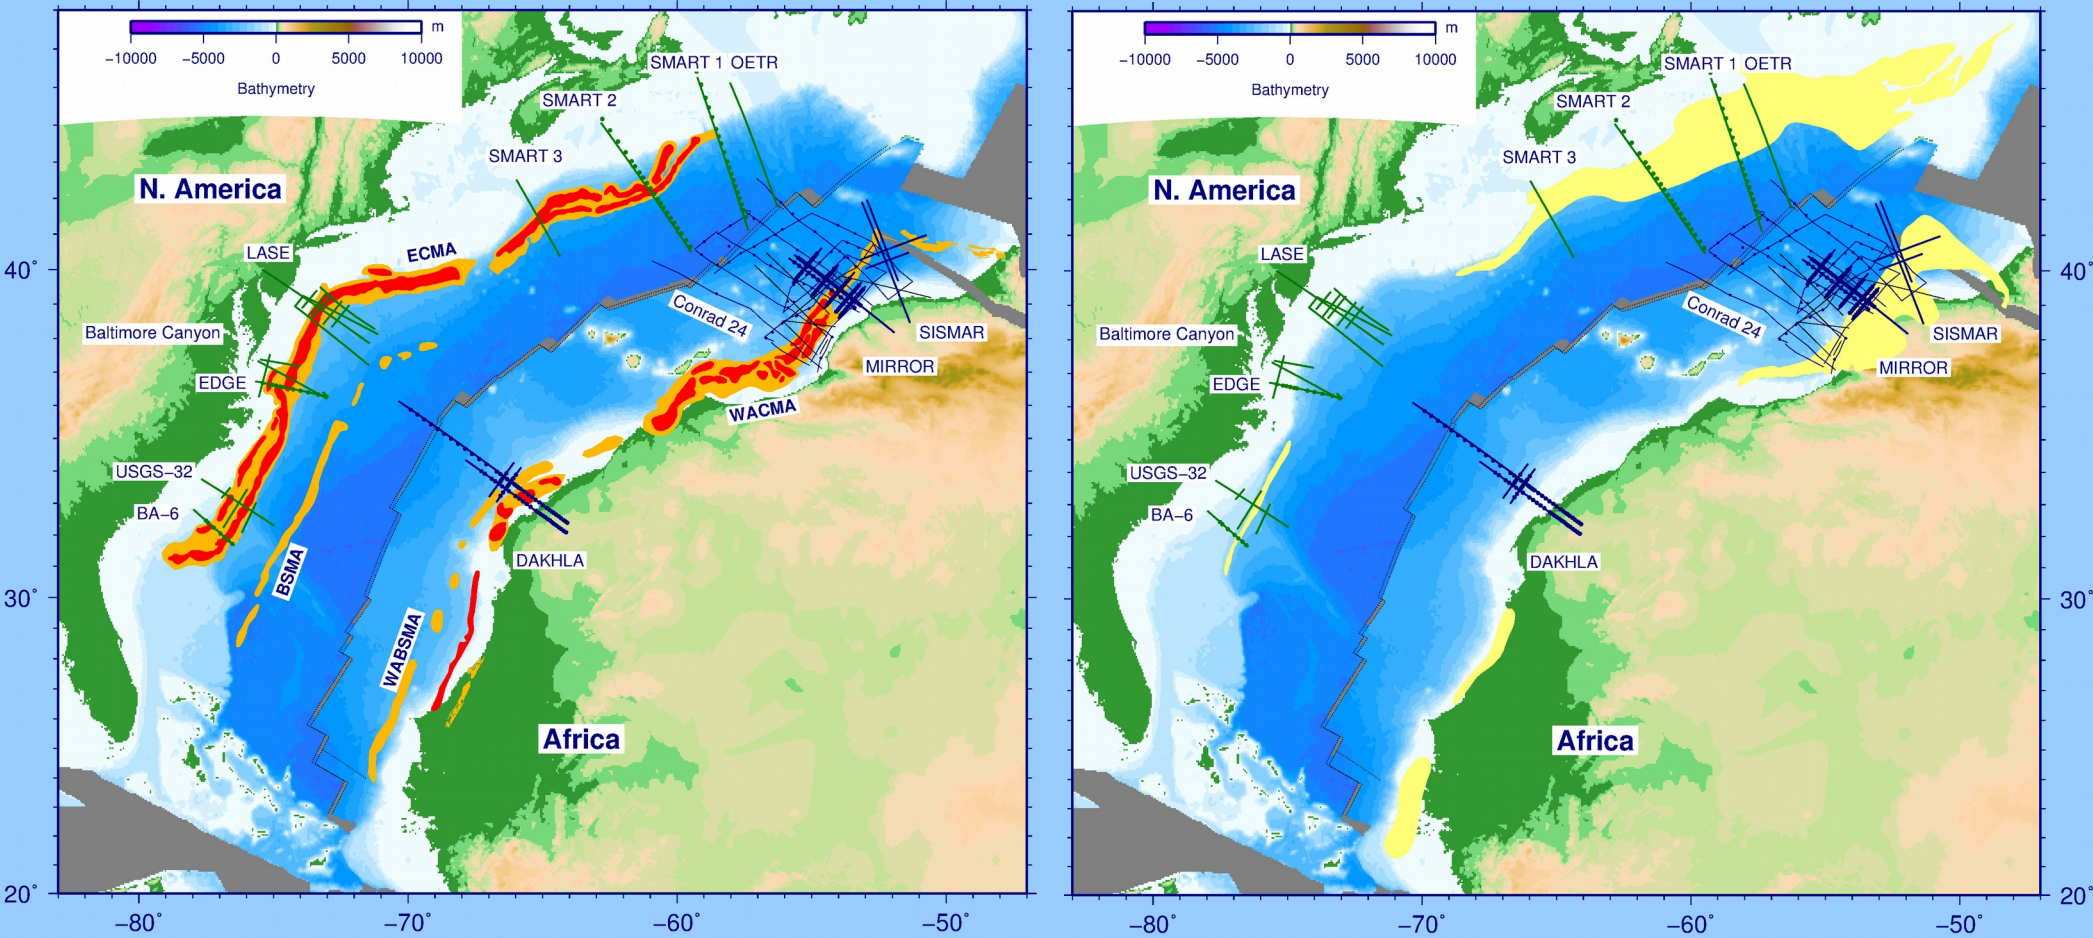 −10000 −5000 0 5000 10000 m
Bathymetry
SMART 1 OETR
SMART 2
SMART 3
N. America
LASE
ECMA
40°
Baltimore Canyon
Conrad 24
SISMAR
MIRROR
EDGE
WACMA
USGS−32
BA−6
DAKHLA
BSMA
30°
WABSMA
Africa
20°
−80° −70° −60° −50°
−10000 −5000 0 5000 10000 m
Bathymetry
SMART 1 OETR
SMART 2
SMART 3
N. America
LASE
40°
Baltimore Canyon
Conrad 24
SISMAR
MIRROR
EDGE
USGS−32
BA−6
DAKHLA
30°
Africa
20°
−80° −70° −60° −50°